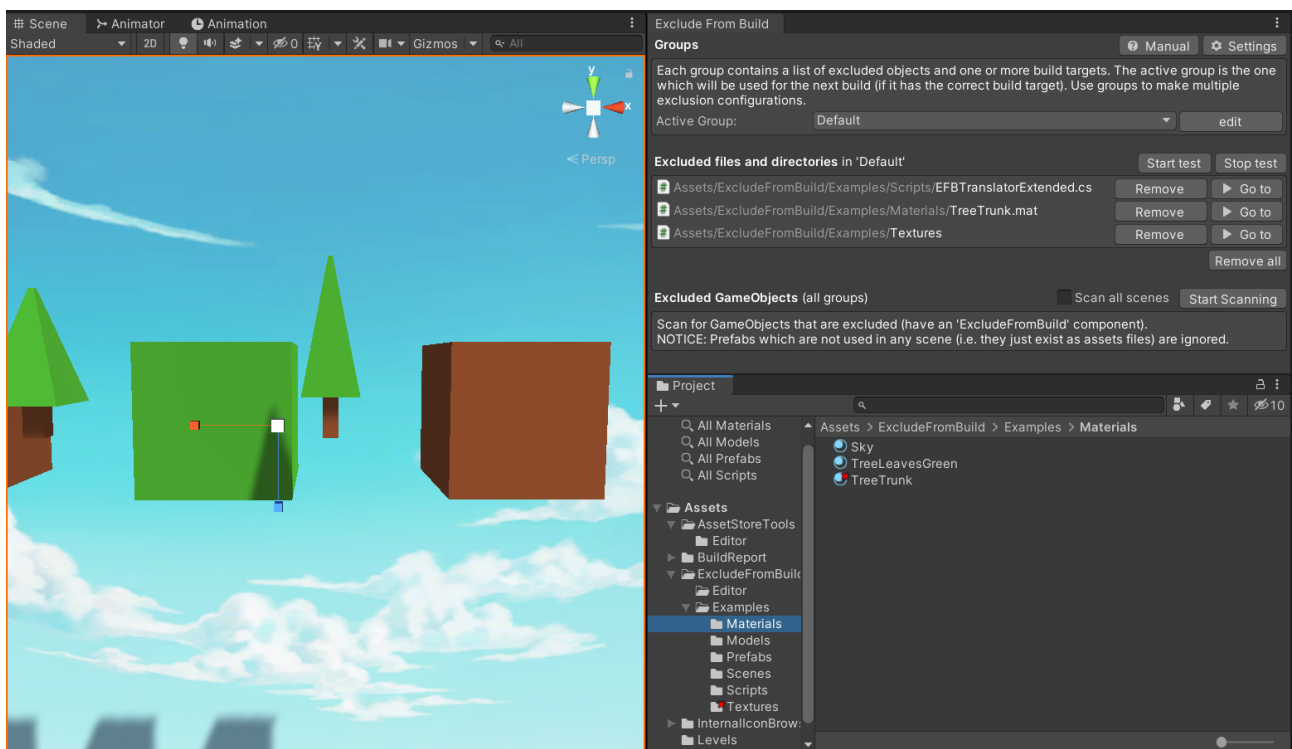 Scene Animator Animation
Shaded 2D 0 Gizmos All
y
x
Persp
Exclude From Build
Groups Manual Settings
Each group contains a list of excluded objects and one or more build targets. The active group is the one
which will be used for the next build (if it has the correct build target). Use groups to make multiple
exclusion configurations.
Active Group: Default edit
Excluded files and directories in 'Default' Start test Stop test
Assets/ExcludeFromBuild/Examples/Scripts/EFBTranslatorExtended.cs Remove Go to
Assets/ExcludeFromBuild/Examples/Materials/TreeTrunk.mat Remove Go to
Assets/ExcludeFromBuild/Examples/Textures Remove Go to
Remove all
Excluded GameObjects (all groups) Scan all scenes Start Scanning
Scan for GameObjects that are excluded (have an 'ExcludeFromBuild' component).
NOTICE: Prefabs which are not used in any scene (i.e. they just exist as assets files) are ignored.
Project
10
All Materials
All Models
All Prefabs
All Scripts
Assets
AssetStoreTools
Editor
BuildReport
ExcludeFromBuild
Editor
Examples
Materials
Models
Prefabs
Scenes
Scripts
Textures
InternalIconBrows
Levels
Assets > ExcludeFromBuild > Examples > Materials
Sky
TreeLeavesGreen
TreeTrunk